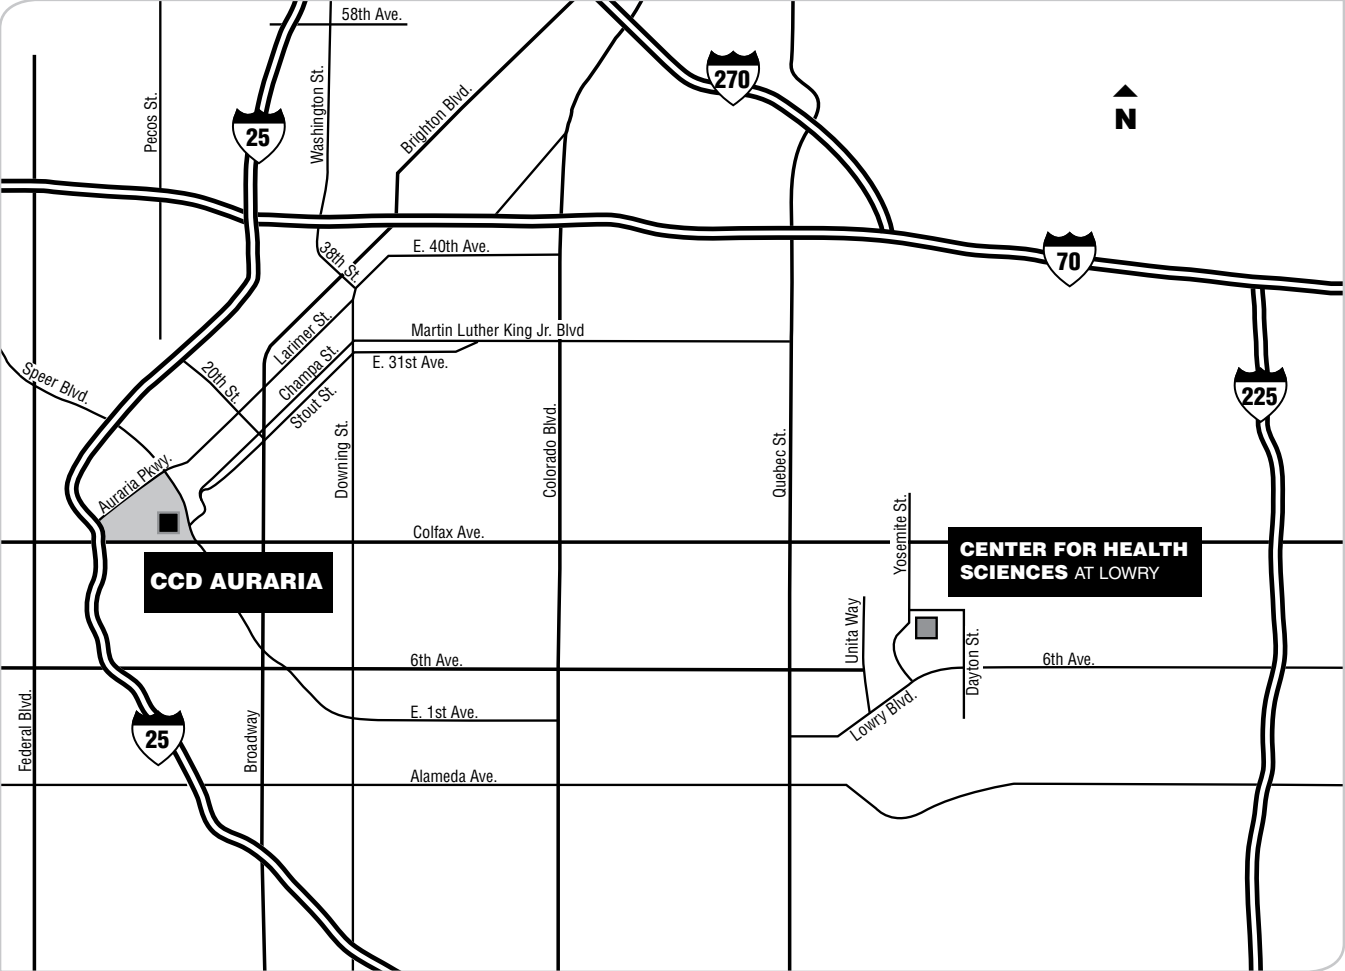 58th Ave.
270
Pecos St.
Washington St.
Brighton Blvd.
N
25
38th St.
E. 40th Ave.
70
Larimer St.
Martin Luther King Jr. Blvd
Champa St.
E. 31st Ave.
Speer Blvd.
20th St.
Stout St.
225
Downing St.
Colorado Blvd.
Quebec St.
Auraria Pkwy.
Yosemite St.
Colfax Ave.
CENTER FOR HEALTH
SCIENCES AT LOWRY
CCD AURARIA
Unita Way
Dayton St.
6th Ave.
6th Ave.
Federal Blvd.
Broadway
E. 1st Ave.
Lowry Blvd.
25
Alameda Ave.